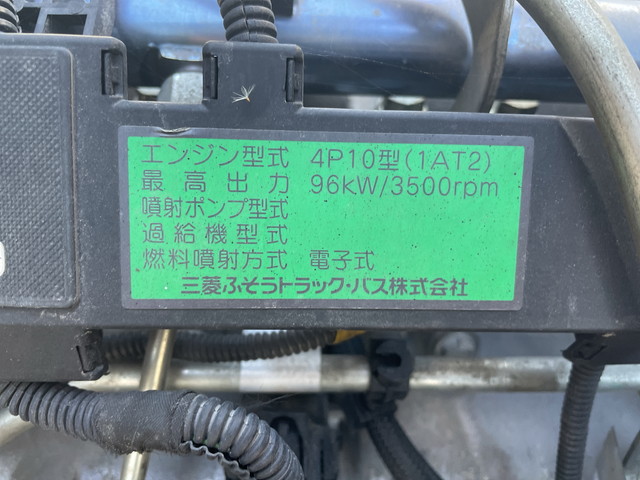 エンジン型式 4P10型(1AT2)
最高出力 96kW/3500rpm
噴射ポンプ型式
過給機型式
燃料噴射方式 電子式
三菱ふそうトラック・バス株式会社